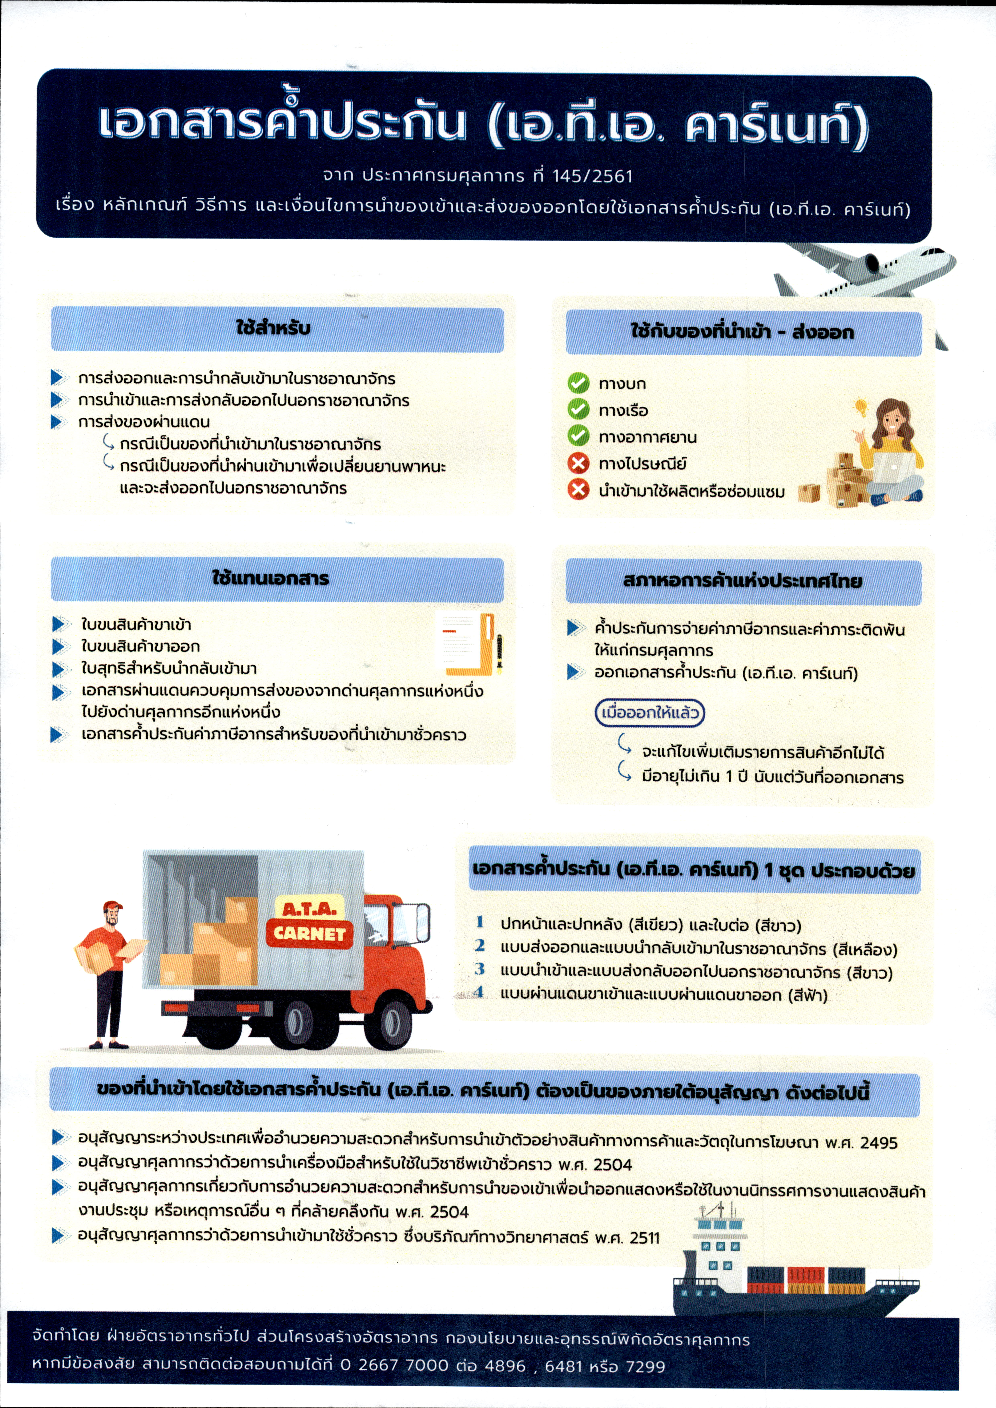 เอกสารค้ำประกัน (เอ.ที.เอ. คาร์เนท์)
จาก ประกาศกรมศุลกากร ที่ 145/2561
เรื่อง หลักเกณฑ์ วิธีการ และเงื่อนไขการนำของเข้าและส่งของออกโดยใช้เอกสารค้ำประกัน (เอ.ที.เอ. คาร์เนท์)
ใช้สำหรับ
การส่งออกและการนำกลับเข้ามาในราชอาณาจักร
การนำเข้าและการส่งกลับออกไปนอกราชอาณาจักร
การส่งของผ่านแดน
กรณีเป็นของที่นำเข้ามาในราชอาณาจักร
กรณีเป็นของที่นำผ่านเข้ามาเพื่อเปลี่ยนยานพาหนะ
และจะส่งออกไปนอกราชอาณาจักร
ใช้กับของที่นำเข้า - ส่งออก
ทางบก
ทางเรือ
ทางอากาศยาน
ทางไปรษณีย์
นำเข้ามาใช้ผลิตหรือซ่อมแซม
ใช้แทนเอกสาร
ใบขนสินค้าขาเข้า
ใบขนสินค้าขาออก
ใบสุทธิสำหรับนำกลับเข้ามา
เอกสารผ่านแดนควบคุมการส่งของจากด่านศุลกากรแห่งหนึ่ง
ไปยังด่านศุลกากรอีกแห่งหนึ่ง
เอกสารค้ำประกันค่าภาษีอากรสำหรับของที่นำเข้ามาชั่วคราว
สภาหอการค้าแห่งประเทศไทย
ค้ำประกันการจ่ายค่าภาษีอากรและค่าภาระติดพัน
ให้แก่กรมศุลกากร
ออกเอกสารค้ำประกัน (เอ.ที.เอ. คาร์เนท์)
เมื่อออกให้แล้ว
จะแก้ไขเพิ่มเติมรายการสินค้าอีกไม่ได้
มีอายุไม่เกิน 1 ปี นับแต่วันที่ออกเอกสาร
A.T.A.
CARNET
เอกสารค้ำประกัน (เอ.ที.เอ. คาร์เนท์) 1 ชุด ประกอบด้วย
1 ปกหน้าและปกหลัง (สีเขียว) และใบต่อ (สีขาว)
2 แบบส่งออกและแบบนำกลับเข้ามาในราชอาณาจักร (สีเหลือง)
3 แบบนำเข้าและแบบส่งกลับออกไปนอกราชอาณาจักร (สีขาว)
4 แบบผ่านแดนขาเข้าและแบบผ่านแดนขาออก (สีฟ้า)
ของที่นำเข้าโดยใช้เอกสารค้ำประกัน (เอ.ที.เอ. คาร์เนท์) ต้องเป็นของภายใต้อนุสัญญา ดังต่อไปนี้
อนุสัญญาระหว่างประเทศเพื่ออำนวยความสะดวกสำหรับการนำเข้าตัวอย่างสินค้าทางการค้าและวัตถุในการโฆษณา พ.ศ. 2495
อนุสัญญาศุลกากรว่าด้วยการนำเครื่องมือสำหรับใช้ในวิชาชีพเข้าชั่วคราว พ.ศ. 2504
อนุสัญญาศุลกากรเกี่ยวกับการอำนวยความสะดวกสำหรับการนำของเข้าเพื่อนำออกแสดงหรือใช้ในงานนิทรรศการงานแสดงสินค้า
งานประชุม หรือเหตุการณ์อื่น ๆ ที่คล้ายคลึงกัน พ.ศ. 2504
อนุสัญญาศุลกากรว่าด้วยการนำเข้ามาใช้ชั่วคราว ซึ่งบริภัณฑ์ทางวิทยาศาสตร์ พ.ศ. 2511
จัดทำโดย ฝ่ายอัตราอากรทั่วไป ส่วนโครงสร้างอัตราอากร กองนโยบายและอุทธรณ์พิกัดอัตราศุลกากร
หากมีข้อสงสัย สามารถติดต่อสอบถามได้ที่ 0 2667 7000 ต่อ 4896 , 6481 หรือ 7299